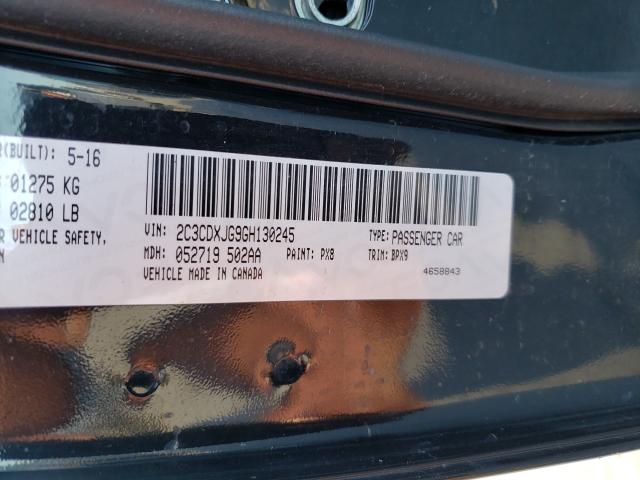 (BUILT): 5-16
01275 KG
02810 LB
VEHICLE SAFETY,
VIN: 2C3CDXJG9GH130245 TYPE: PASSENGER CAR
MDH: 052719 502AA PAINT: PX8 TRIM: BPX9
VEHICLE MADE IN CANADA 4658843